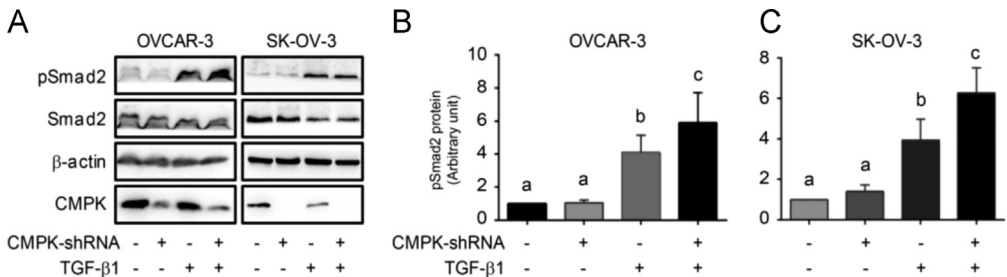 A
OVCAR-3 SK-OV-3
pSmad2
Smad2
β-actin
CMPK
CMPK-shRNA - + - + - + - +
TGF-β1 - - + + - - + +
B
OVCAR-3
pSmad2 protein
(Arbitrary unit)
10
8
6
4
2
0
a a b c
CMPK-shRNA - + - +
TGF-β1 - - + +
C
SK-OV-3
8
6
4
2
0
a a b c
- + - +
- - + +